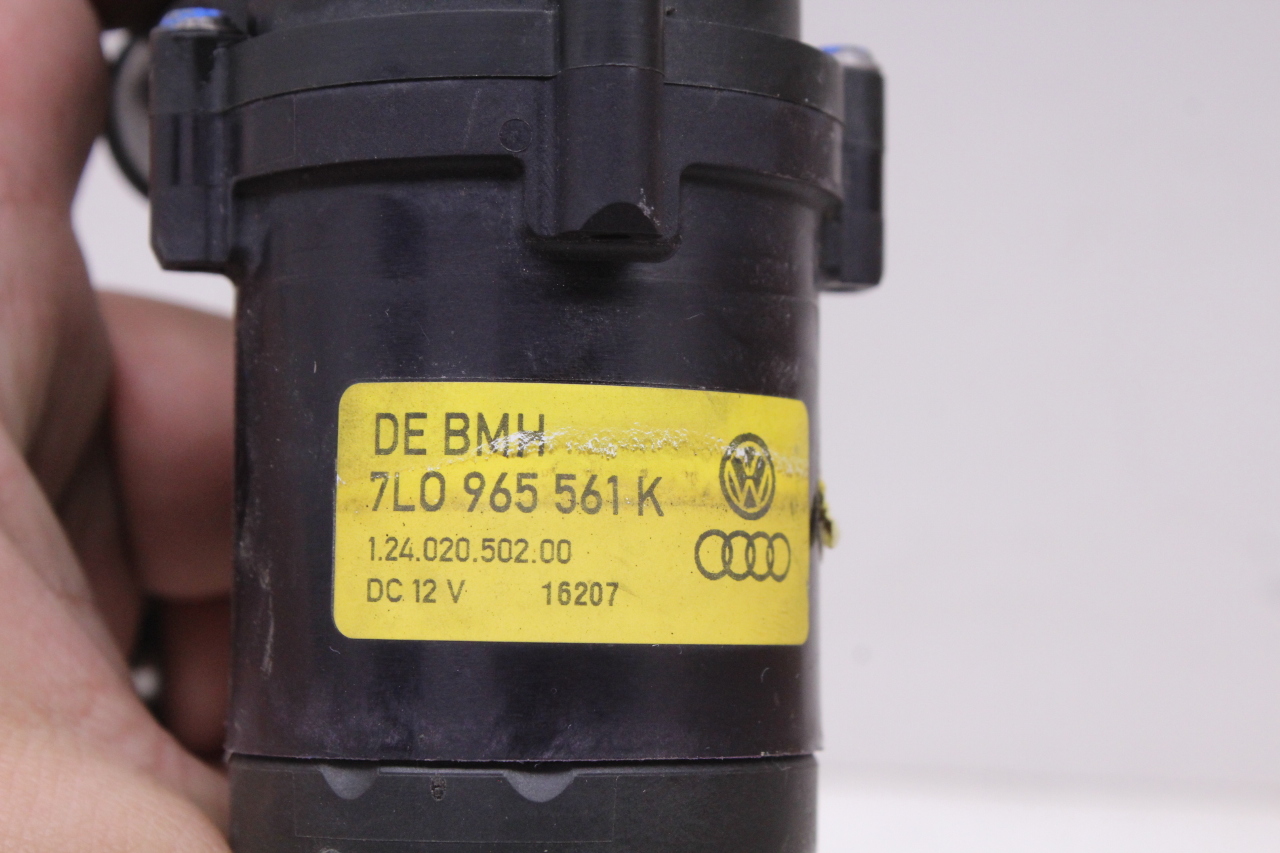 DE BMH
7L0 965 561 K
1.24.020.502.00
DC 12 V 16207